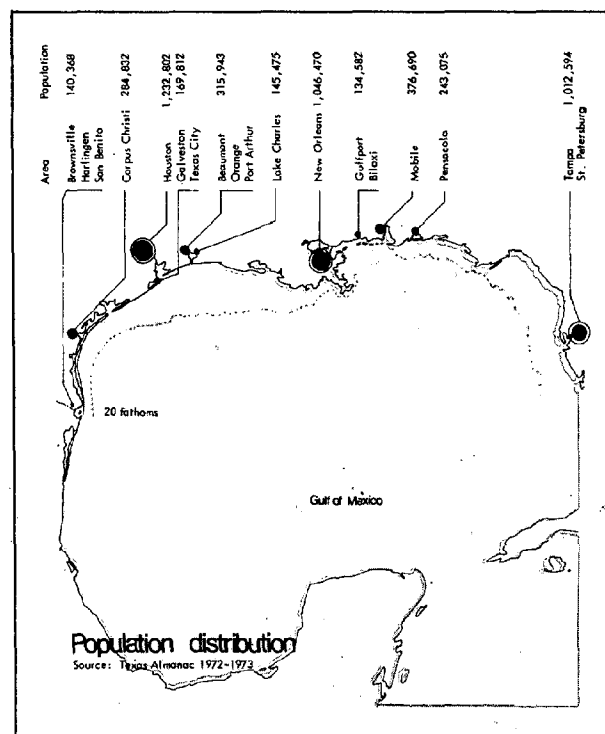 Population
140,368
284,832
1,232,802
169,812
315,943
145,475
1,046,470
134,582
376,690
243,075
1,012,594
Area
Brownsville
Harlingen
San Benito
Corpus Christi
Houston
Galveston
Texas City
Beaumont
Orange
Port Arthur
Lake Charles
New Orleans
Gulfport
Biloxi
Mobile
Pensacola
Tampa
St. Petersburg
20 fathoms
Gulf of Mexico
Population distribution
Source: Texas Almanac 1972-1973